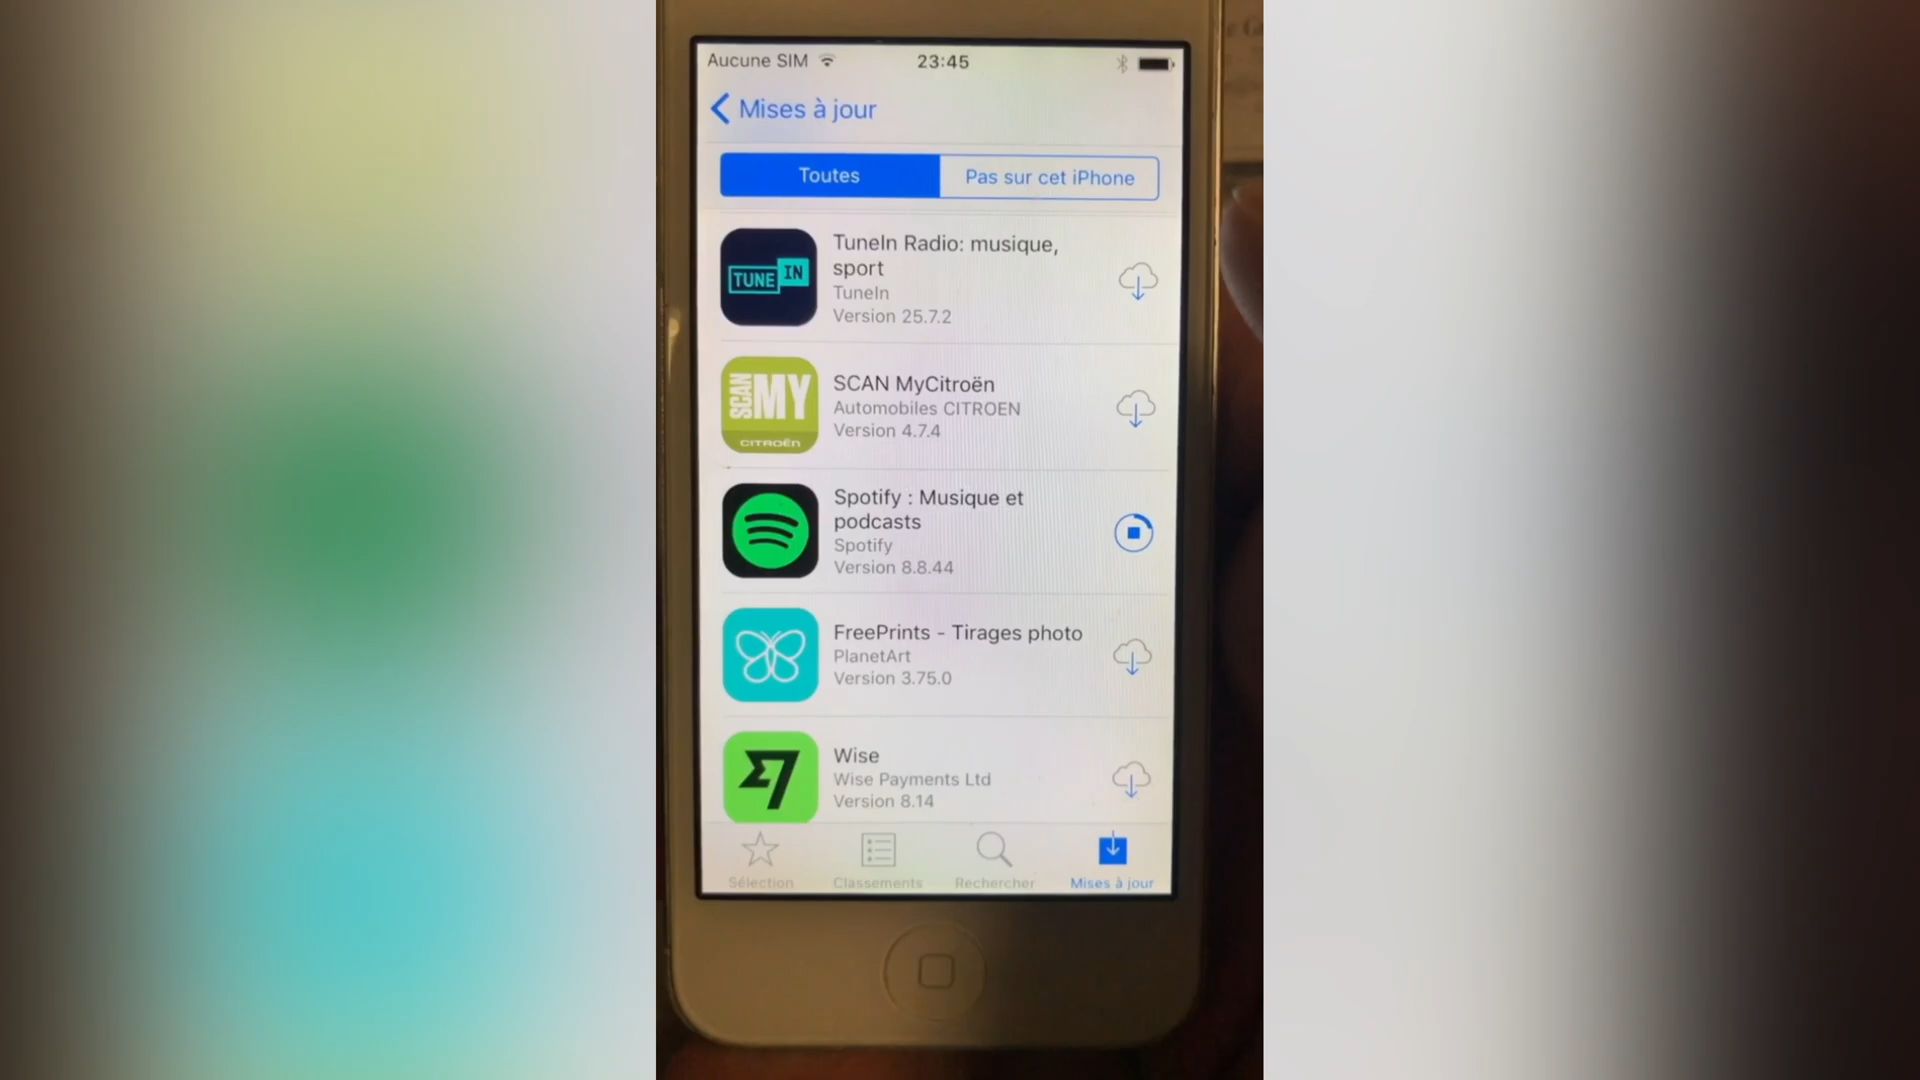 Aucune SIM 23:45
Mises à jour
Toutes Pas sur cet iPhone
TuneIn Radio: musique,
sport
TuneIn
Version 25.7.2
TUNE IN
SCAN MyCitroën
Automobiles CITROEN
Version 4.7.4
SCAN MY
CITROËN
Spotify : Musique et
podcasts
Spotify
Version 8.8.44
FreePrints - Tirages photo
PlanetArt
Version 3.75.0
Wise
Wise Payments Ltd
Version 8.14
Sélection Classements Rechercher Mises à jour